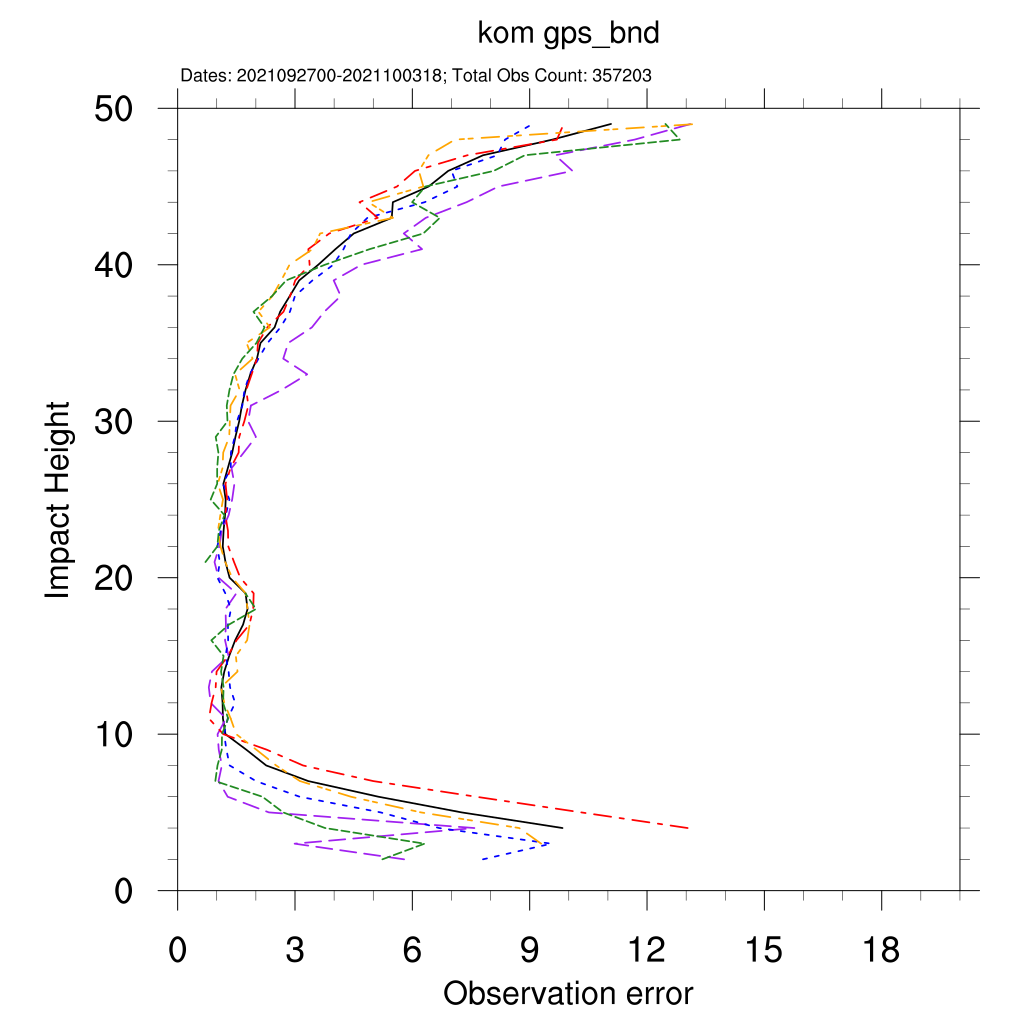 kom gps_bnd
Dates: 2021092700-2021100318; Total Obs Count: 357203
50
40
30
20
10
0
Impact Height
0 3 6 9 12 15 18
Observation error